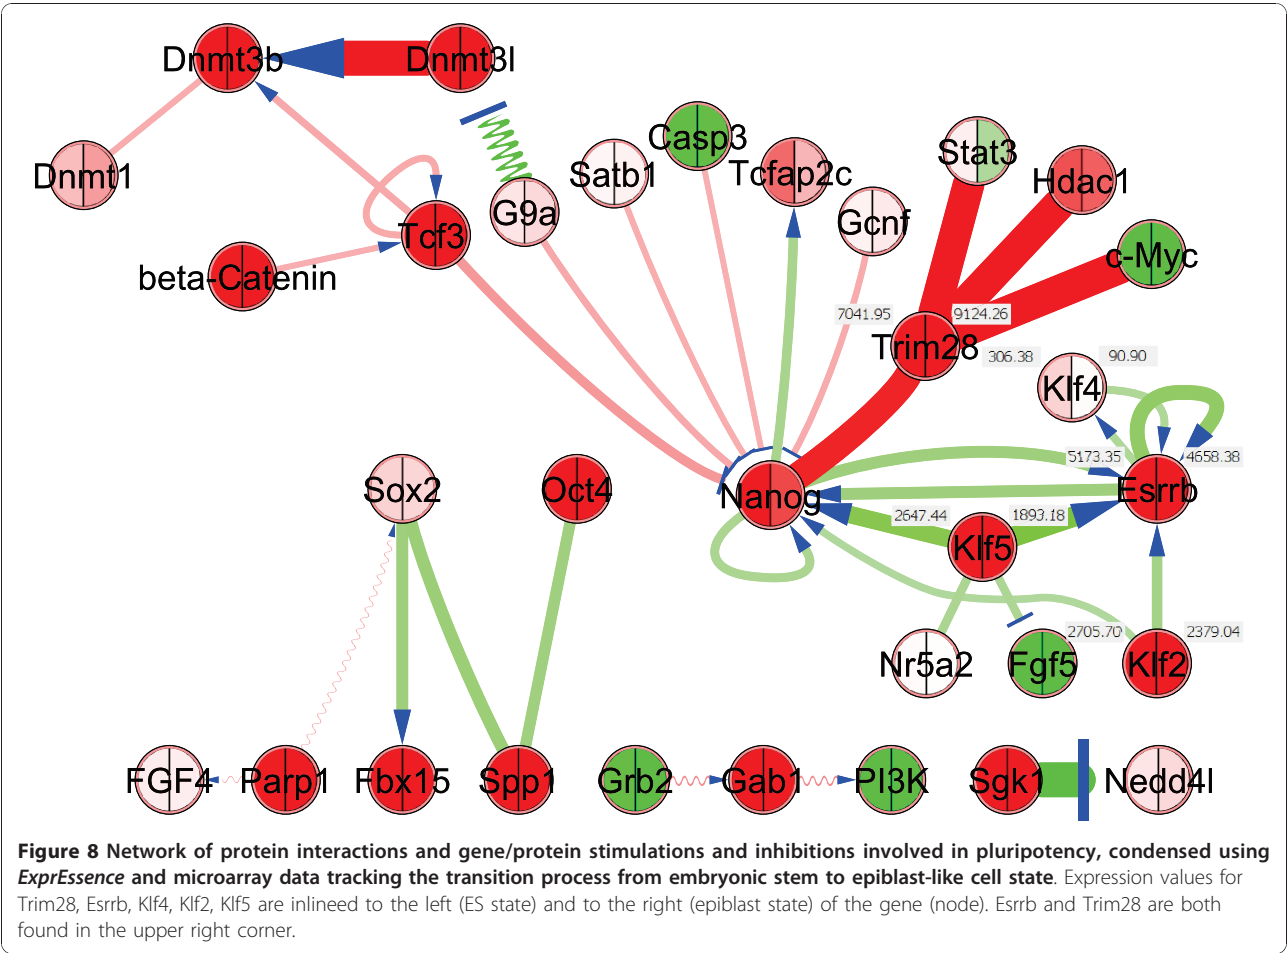 Dnmt3b
Dnmt3l
Casp3
Stat3
Satb1
Tcfap2c
Hdac1
Dnmt1
G9a
Gcnf
Tcf3
c-Myc
beta-Catenin
7041.95
9124.26
Trim28
306.38
90.90
Klf4
5173.35
4658.38
Sox2
Oct4
Nanog
Esrrb
2647.44
1893.18
Klf5
2705.70
2379.04
Nr5a2
Fgf5
Klf2
FGF4
Parp1
Fbx15
Spp1
Grb2
Gab1
PI3K
Sgk1
Nedd4l
Figure 8 Network of protein interactions and gene/protein stimulations and inhibitions involved in pluripotency, condensed using
ExprEssence and microarray data tracking the transition process from embryonic stem to epiblast-like cell state. Expression values for
Trim28, Esrrb, Klf4, Klf2, Klf5 are inlineed to the left (ES state) and to the right (epiblast state) of the gene (node). Esrrb and Trim28 are both
found in the upper right corner.